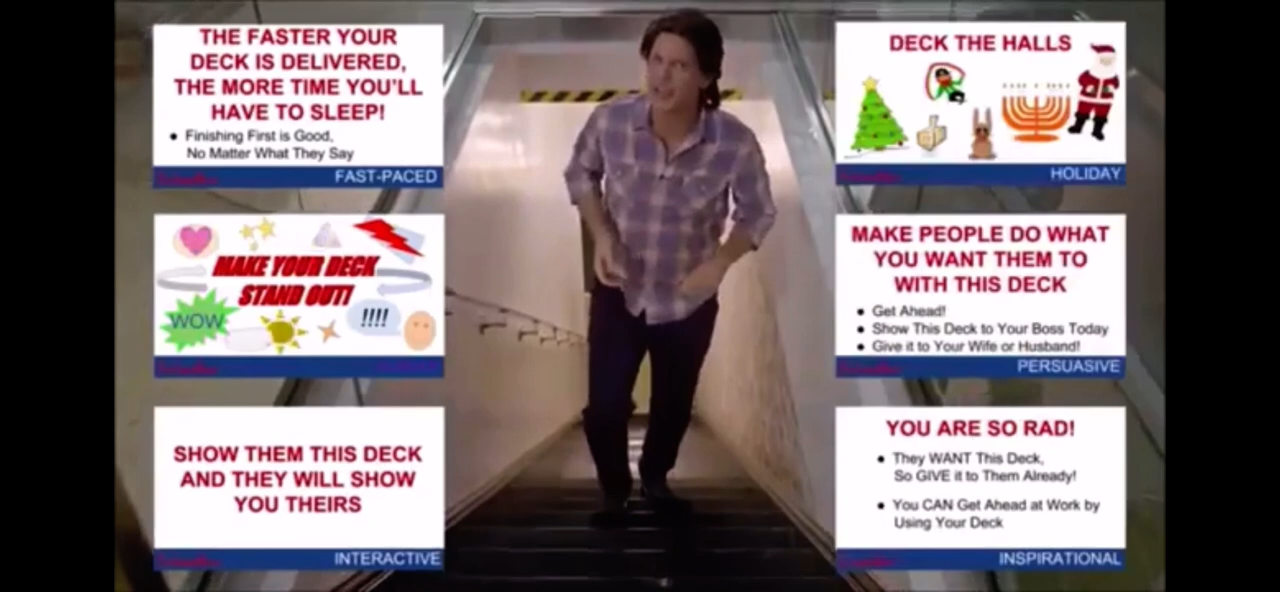 THE FASTER YOUR
DECK IS DELIVERED,
THE MORE TIME YOU'LL
HAVE TO SLEEP!
● Finishing First is Good,
No Matter What They Say
FAST-PACED
MAKE YOUR DECK
STAND OUT!
WOW
!!!!
SHOW THEM THIS DECK
AND THEY WILL SHOW
YOU THEIRS
INTERACTIVE
DECK THE HALLS
HOLIDAY
MAKE PEOPLE DO WHAT
YOU WANT THEM TO
WITH THIS DECK
● Get Ahead!
● Show This Deck to Your Boss Today
● Give it to Your Wife or Husband!
PERSUASIVE
YOU ARE SO RAD!
● They WANT This Deck,
So GIVE it to Them Already!
● You CAN Get Ahead at Work by
Using Your Deck
INSPIRATIONAL